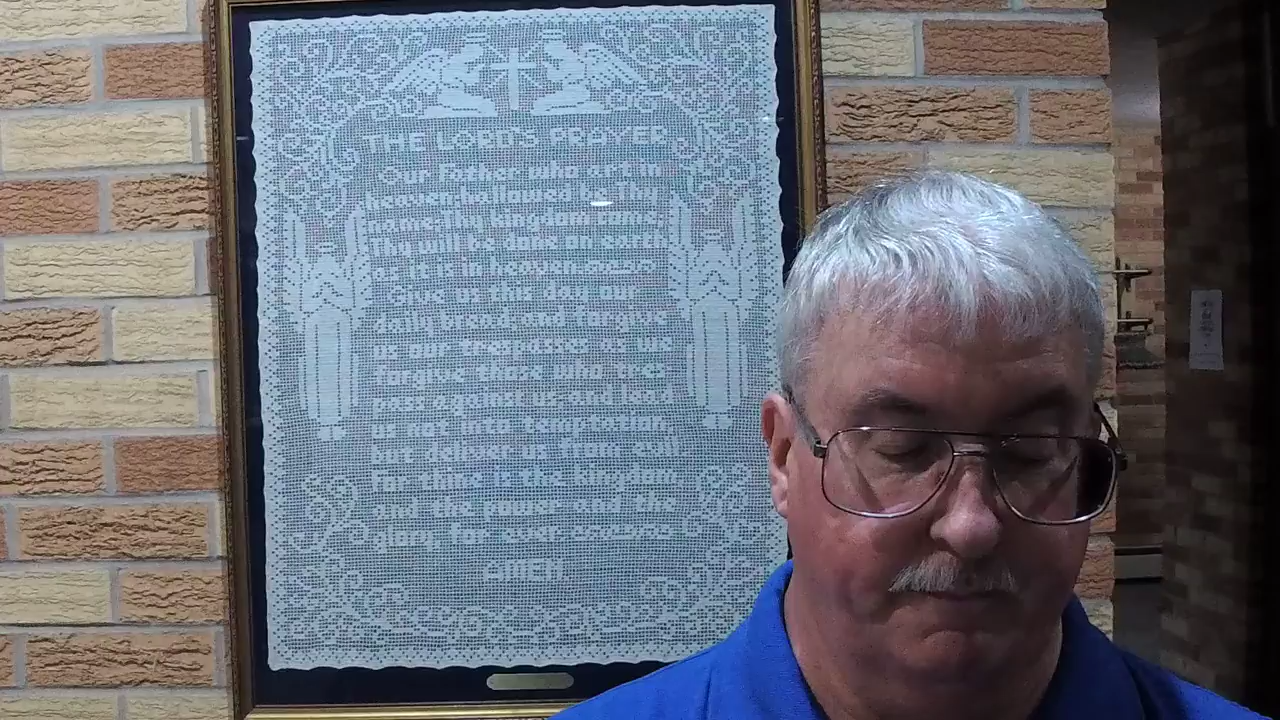 THE LORD'S PRAYER
Our father who art in
heaven, hallowed be Thy
name. Thy kingdom come,
Thy will be done on earth
as it is in heaven
Give us this day our
daily bread and forgive
us our trespasses as we
forgive those who tres-
pass against us, and lead
us not into temptation,
but deliver us from evil
for thine is the kingdom
and the power and the
glory, for ever
AMEN.